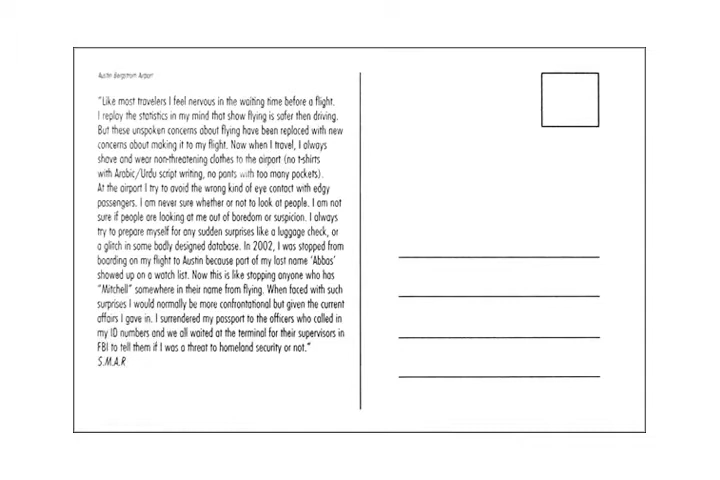 Austin Bergstrom Airport
"Like most travelers I feel nervous in the waiting time before a flight.
I replay the statistics in my mind that show flying is safer then driving.
But these unspoken concerns about flying have been replaced with new
concerns about making it to my flight. Now when I travel, I always
shave and wear non-threatening clothes to the airport (no t-shirts
with Arabic/Urdu script writing, no pants with too many pockets).
At the airport I try to avoid the wrong kind of eye contact with edgy
passengers. I am never sure whether or not to look at people. I am not
sure if people are looking at me out of boredom or suspicion. I always
try to prepare myself for any sudden surprises like a luggage check, or
a glitch in some badly designed database. In 2002, I was stopped from
boarding on my flight to Austin because part of my last name 'Abbas'
showed up on a watch list. Now this is like stopping anyone who has
"Mitchell" somewhere in their name from flying. When faced with such
surprises I would normally be more confrontational but given the current
affairs I gave in. I surrendered my passport to the officers who called in
my ID numbers and we all waited at the terminal for their supervisors in
FBI to tell them if I was a threat to homeland security or not."
S.M.A.R